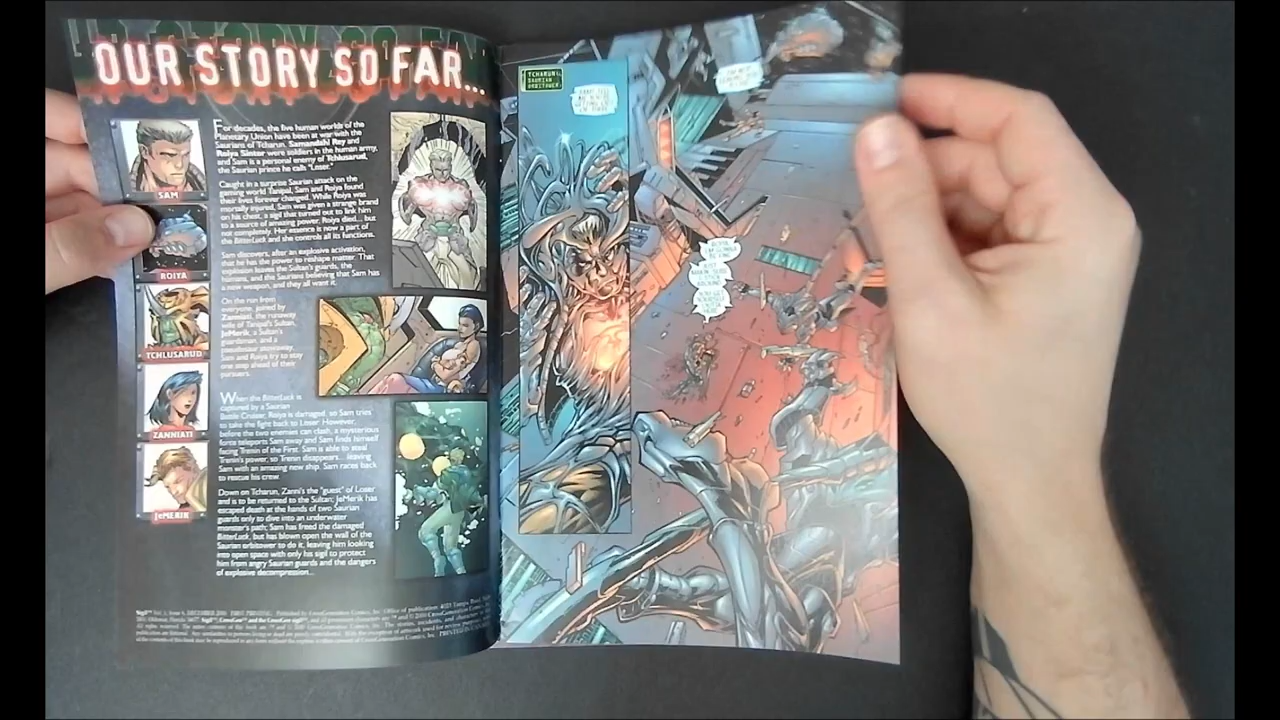 OUR STORY SO FAR...
SAM
ROIYA
TCHLUSARUD
ZANNIATI
JeMERIK
For decades, the five human worlds of the
Planetary Union have been at war with the
Saurians of Tcharun. Samandahl Rey and
Roiya Sintor were soldiers in the human army,
and Sam is a personal enemy of Tchlusarud,
the Saurian prince he calls "Loser."
Caught in a surprise Saurian attack on the
gaming world Tanipal, Sam and Roiya found
their lives forever changed. While Roiya was
mortally injured, Sam was given a strange brand
on his chest, a sigil that turned out to link him
to a source of amazing power. Roiya died... but
not completely. Her essence is now a part of
the BitterLuck and she controls all its functions.
Sam discovers, after an explosive activation,
that he has the power to reshape matter. That
explosion leaves the Sultan's guards, the
humans, and the Saurians believing that Sam has
a new weapon, and they all want it.
On the run from
everyone, joined by
Zanniati, the runaway
wife of Tanipal's Sultan,
JeMerik, a Sultan's
guardsman, and a
stowaway,
Sam and Roiya try to stay
one step ahead of their
pursuers.
When the BitterLuck is
captured by a Saurian
Battle Cruiser, Roiya is damaged, so Sam tries
to take the fight back to Loser. However,
before the two enemies can clash, a mysterious
force teleports Sam away and Sam finds himself
facing Trenin of the First. Sam is able to steal
Trenin's power, so Trenin disappears... leaving
Sam with an amazing new ship. Sam races back
to rescue his crew.
Down on Tcharun, Zanni's the "guest" of Loser
and is to be returned to the Sultan; JeMerik has
escaped death at the hands of two Saurian
guards only to dive into an underwater
monster's path; Sam has freed the damaged
BitterLuck, but has blown open the wall of the
Saurian orbitower to do it, leaving him looking
into open space with only his sigil to protect
him from angry Saurian guards and the dangers
of explosive decompression...
TCHARUN:
SAURIAN
ORBITOWER